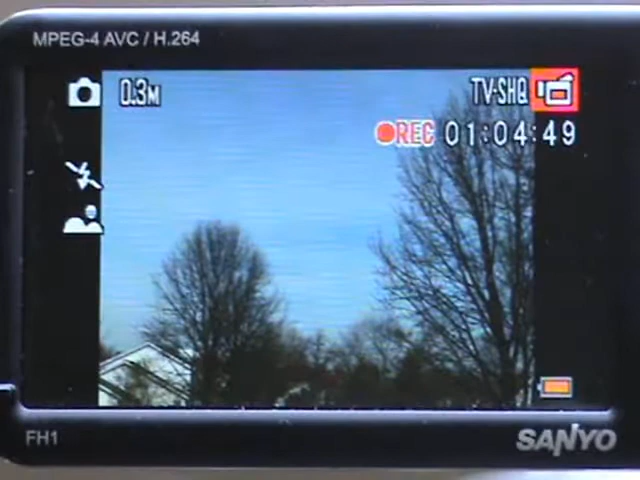 MPEG-4 AVC / H.264
0.3M
TV-SHQ
REC 01:04:49
FH1
SANYO